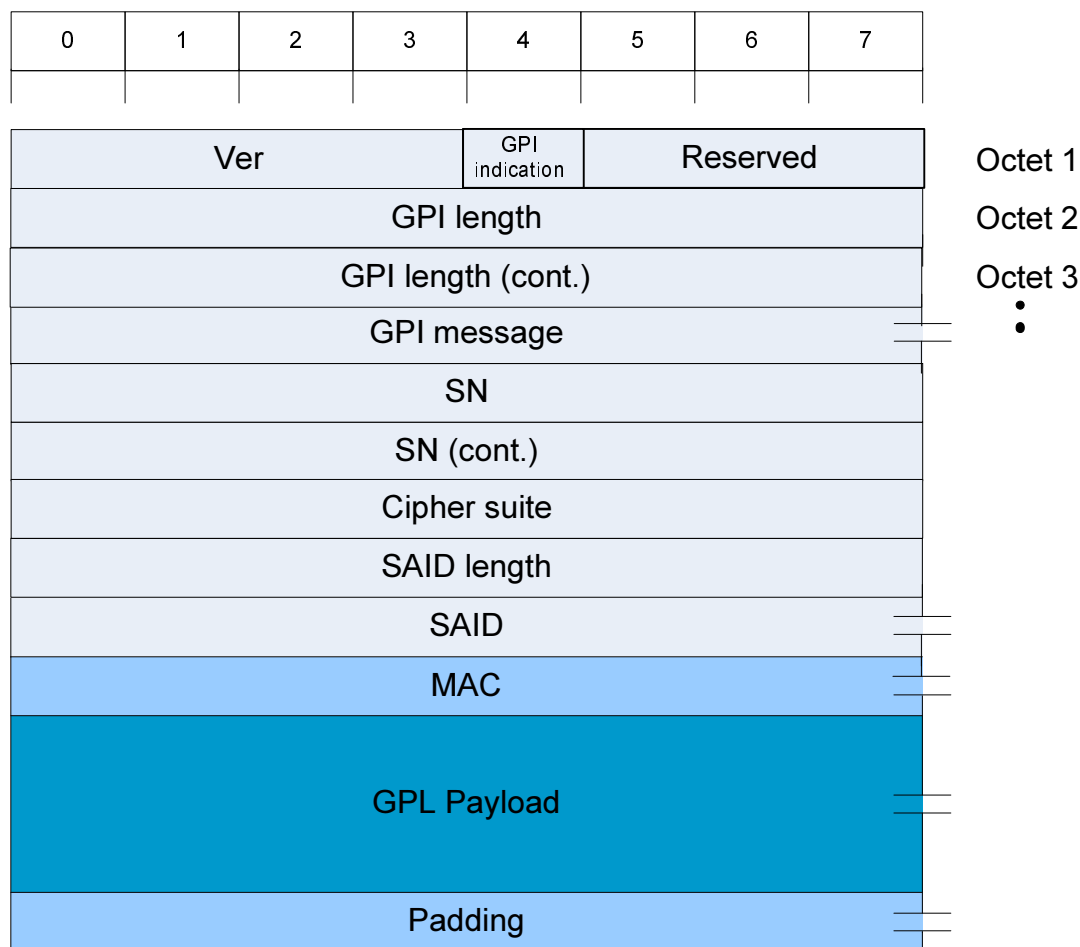 0 1 2 3 4 5 6 7
Ver GPI indication Reserved Octet 1
GPI length Octet 2
GPI length (cont.) Octet 3
GPI message
SN
SN (cont.)
Cipher suite
SAID length
SAID
MAC
GPL Payload
Padding